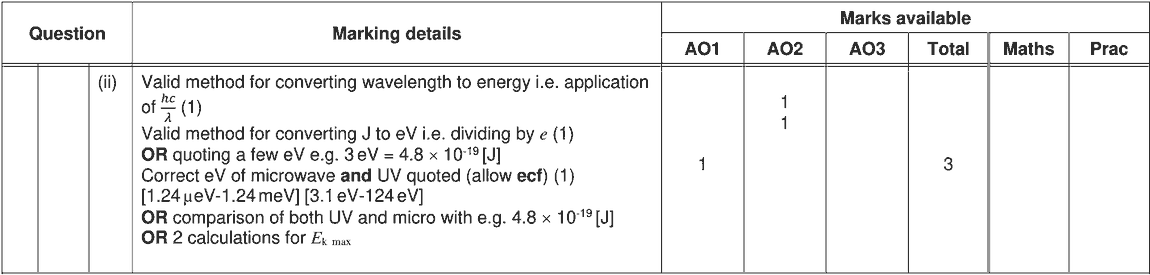 Question Marking details Marks available
AO1 AO2 AO3 Total Maths Prac
(ii) Valid method for converting wavelength to energy i.e. application
of hc/λ (1) 1
Valid method for converting J to eV i.e. dividing by e (1) 1
OR quoting a few eV e.g. 3 eV = 4.8 × 10⁻¹⁹ [J]
Correct eV of microwave and UV quoted (allow ecf) (1) 1 3
[1.24 µeV-1.24 meV] [3.1 eV-124 eV]
OR comparison of both UV and micro with e.g. 4.8 × 10⁻¹⁹ [J]
OR 2 calculations for Eₖ ₘₐₓ